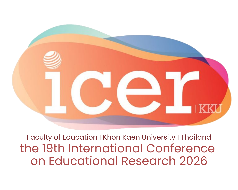 icer
| KKU
Faculty of Education | Khon Kaen University | Thailand
the 19th International Conference
on Educational Research 2026